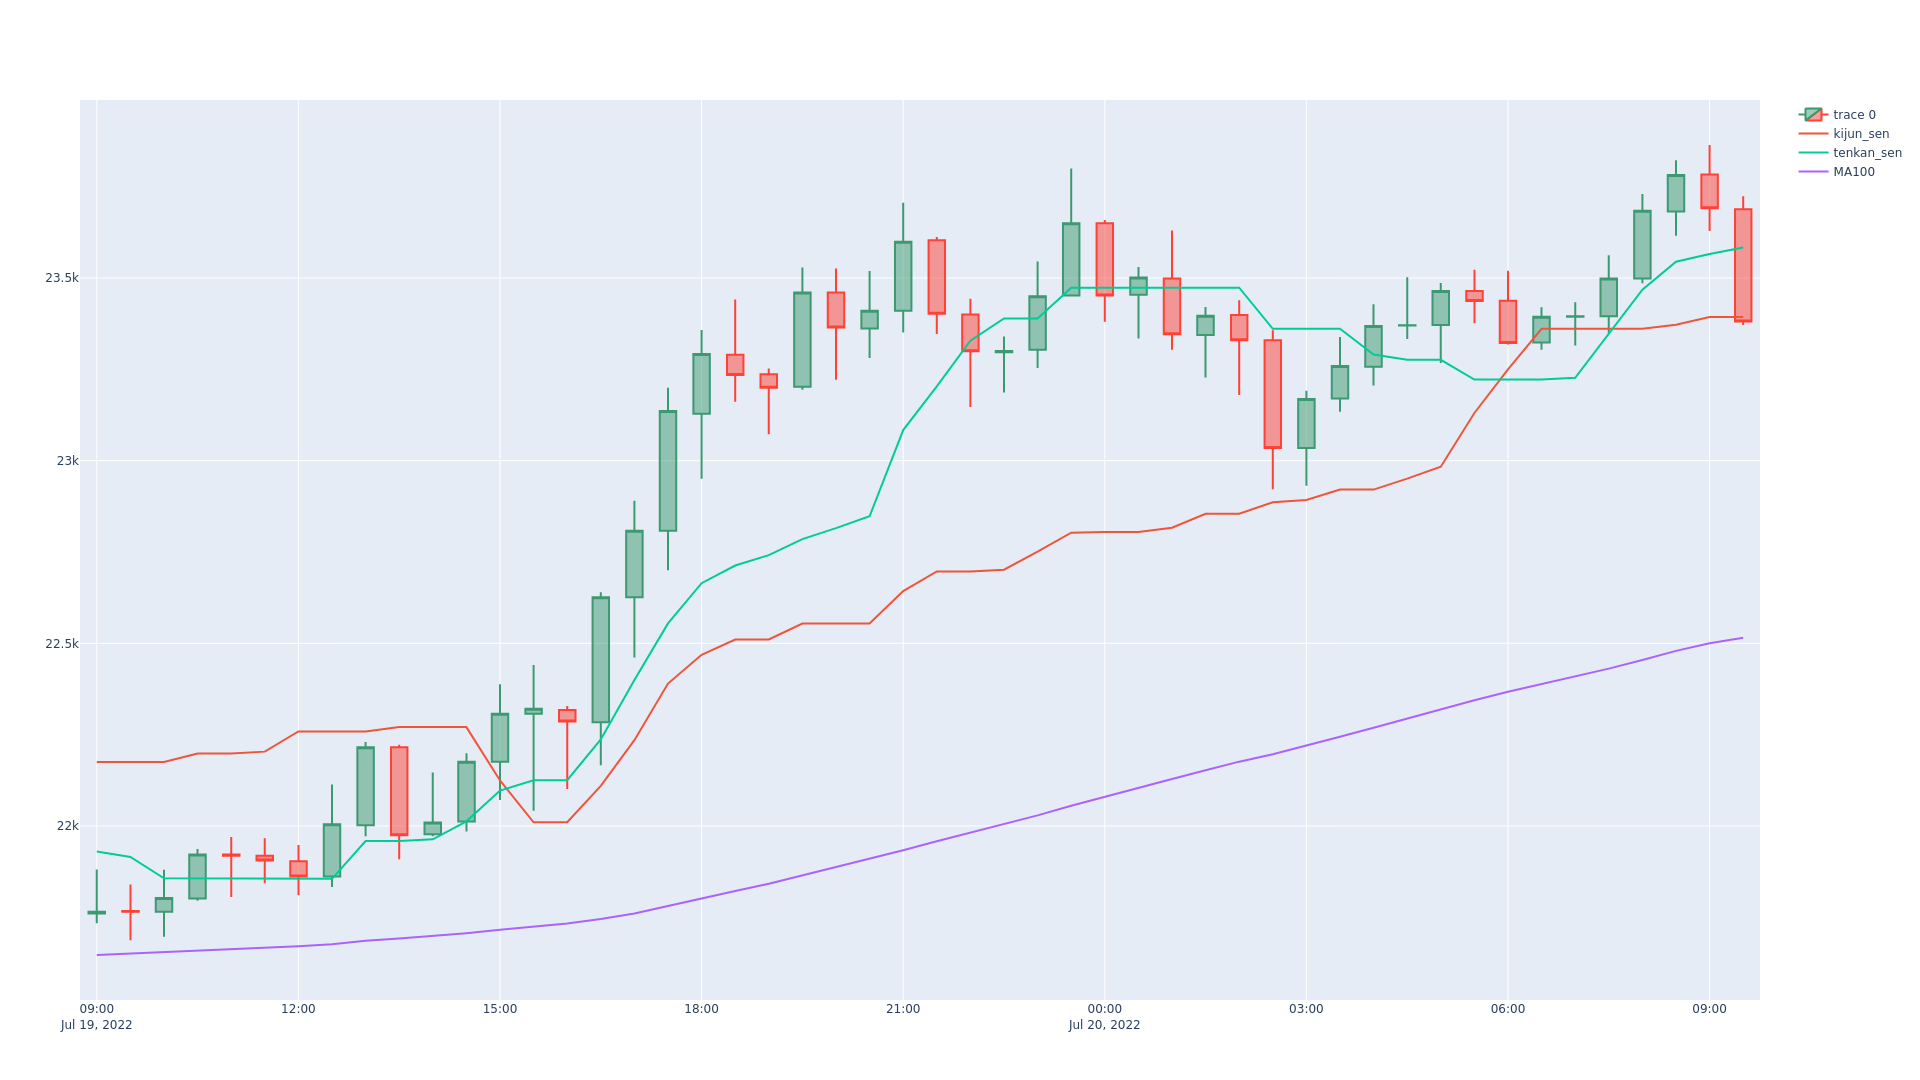 trace 0
kijun_sen
tenkan_sen
MA100
23.5k
23k
22.5k
22k
09:00 12:00 15:00 18:00 21:00 00:00 03:00 06:00 09:00
Jul 19, 2022 Jul 20, 2022